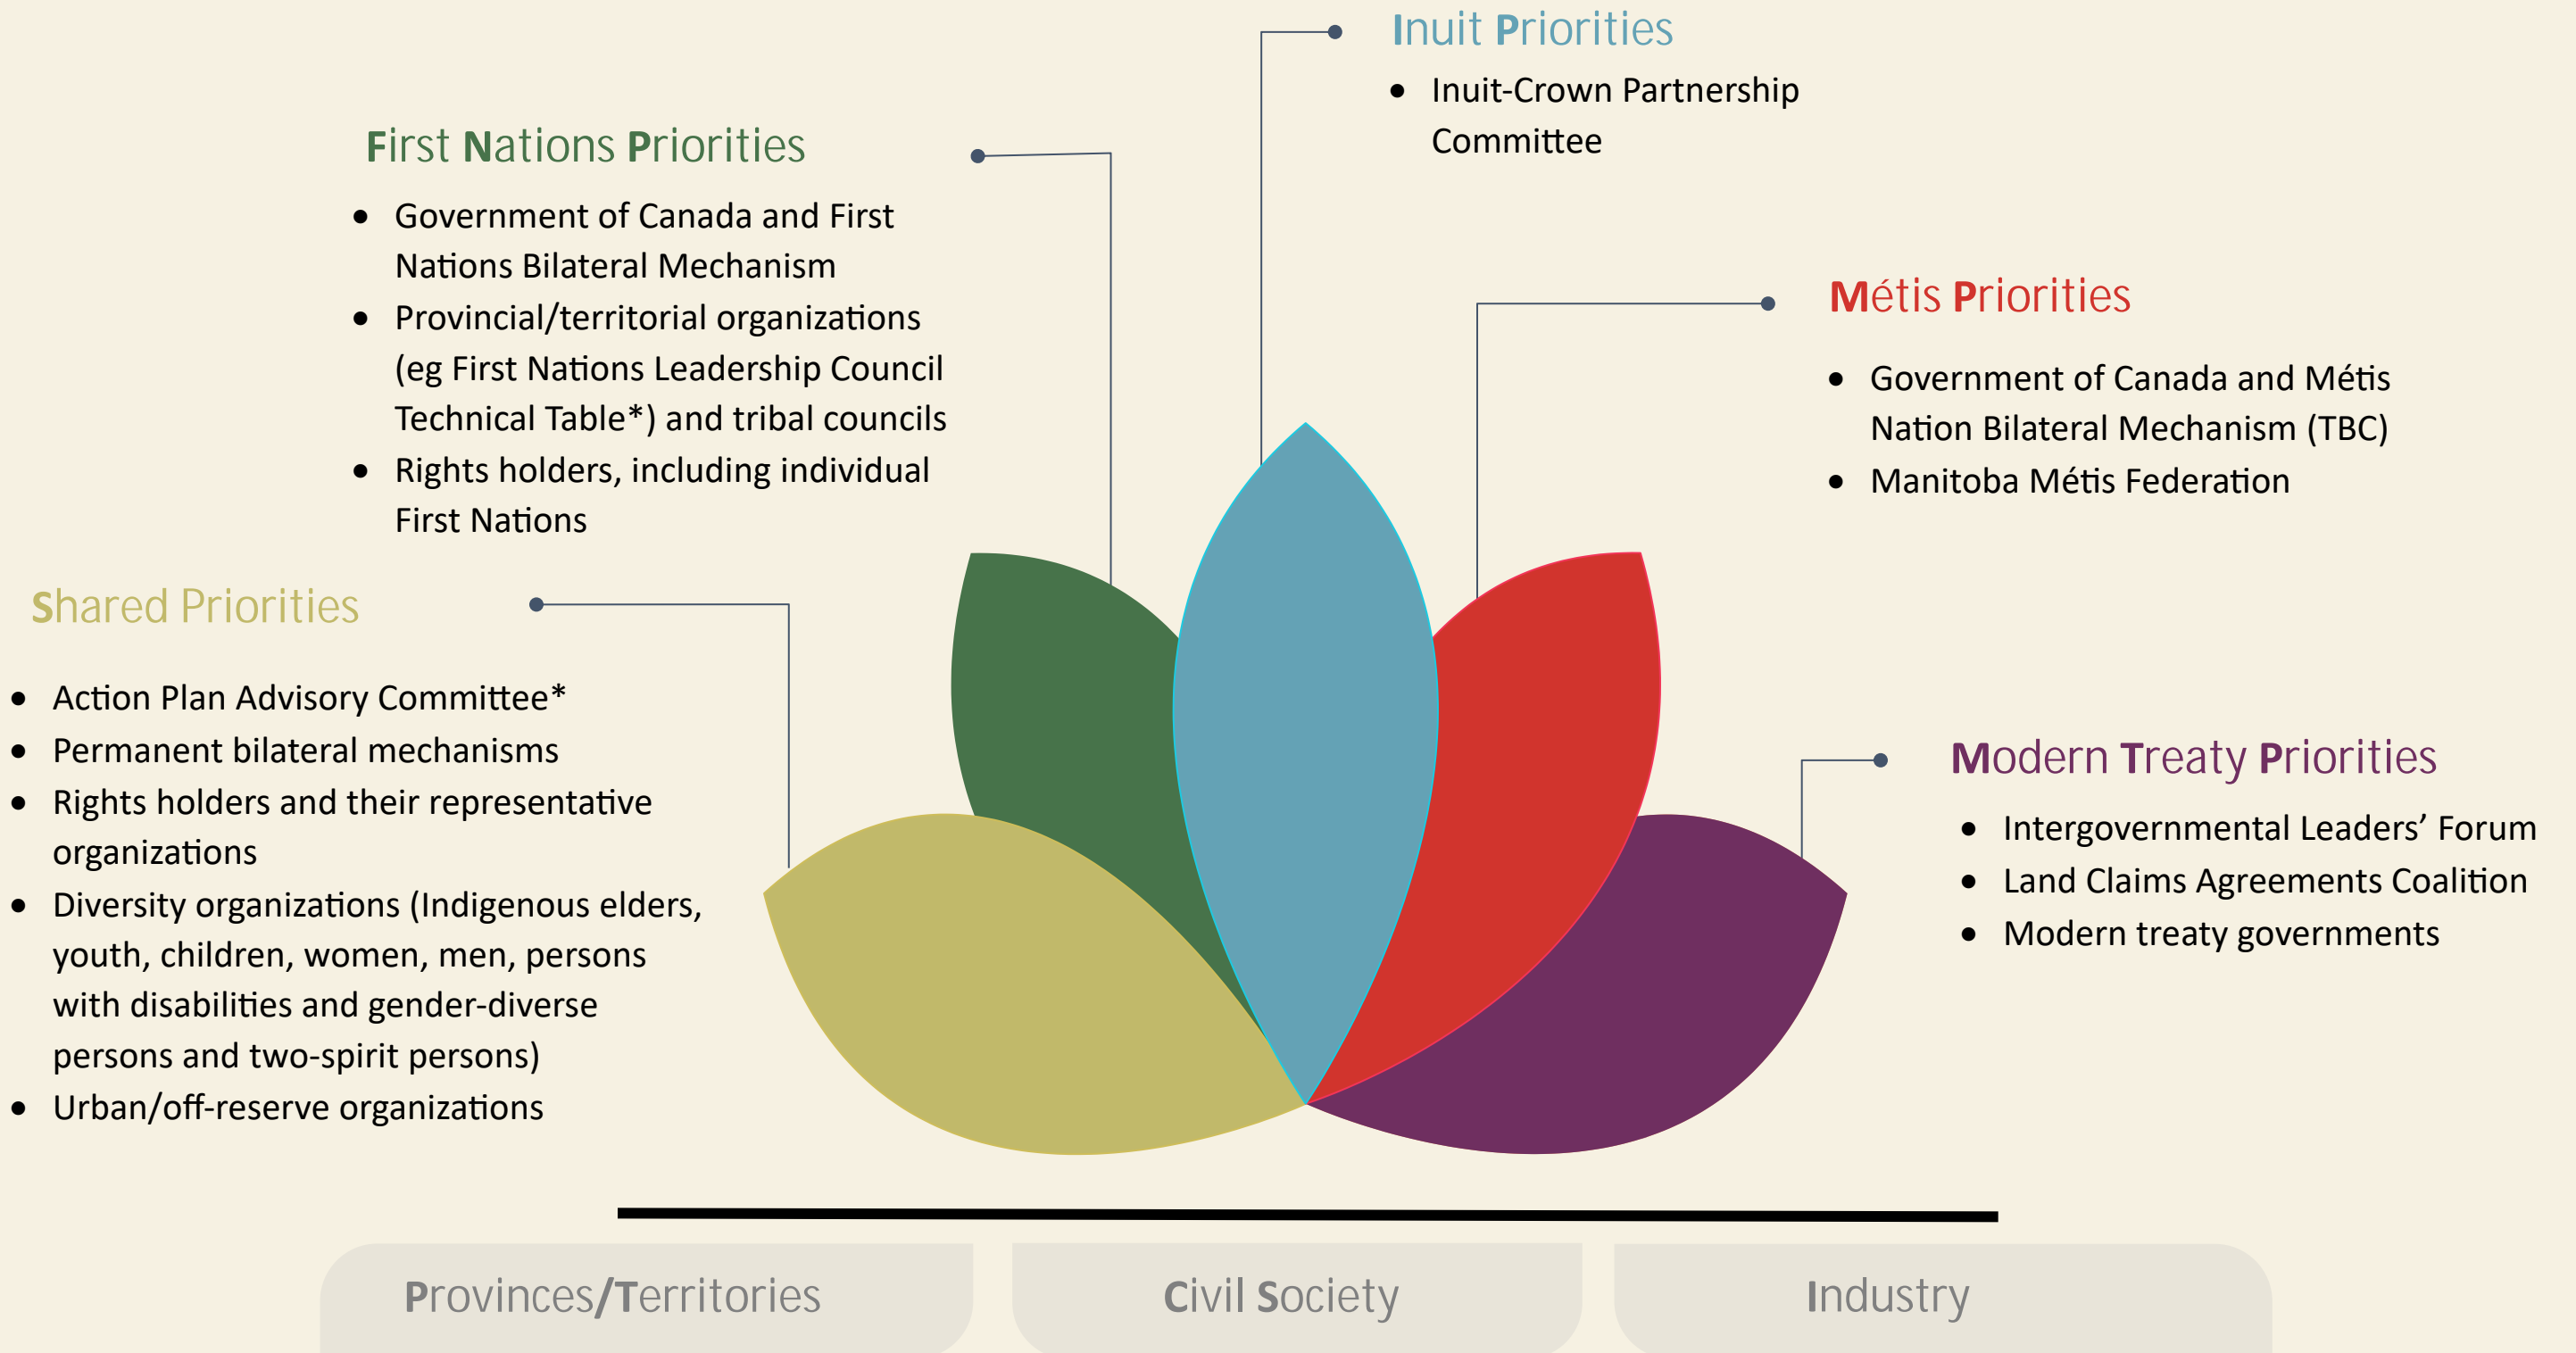 Inuit Priorities
• Inuit-Crown Partnership
Committee
First Nations Priorities
• Government of Canada and First
Nations Bilateral Mechanism
• Provincial/territorial organizations
(eg First Nations Leadership Council
Technical Table*) and tribal councils
• Rights holders, including individual
First Nations
Métis Priorities
• Government of Canada and Métis
Nation Bilateral Mechanism (TBC)
• Manitoba Métis Federation
Shared Priorities
• Action Plan Advisory Committee*
• Permanent bilateral mechanisms
• Rights holders and their representative
organizations
• Diversity organizations (Indigenous elders,
youth, children, women, men, persons
with disabilities and gender-diverse
persons and two-spirit persons)
• Urban/off-reserve organizations
Modern Treaty Priorities
• Intergovernmental Leaders’ Forum
• Land Claims Agreements Coalition
• Modern treaty governments
Provinces/Territories
Civil Society
Industry